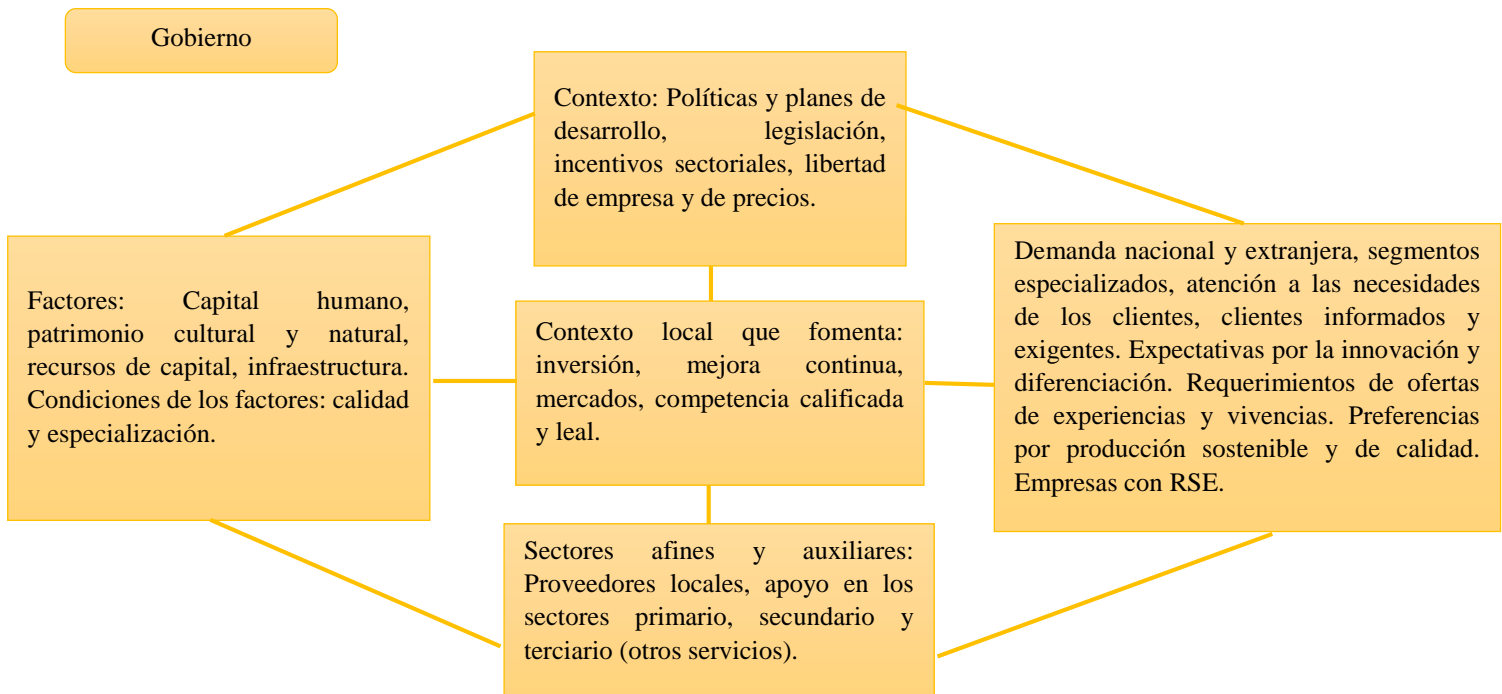 Gobierno
Contexto: Políticas y planes de
desarrollo, legislación,
incentivos sectoriales, libertad
de empresa y de precios.
Factores: Capital humano,
patrimonio cultural y natural,
recursos de capital, infraestructura.
Condiciones de los factores: calidad
y especialización.
Contexto local que fomenta:
inversión, mejora continua,
mercados, competencia calificada
y leal.
Demanda nacional y extranjera, segmentos
especializados, atención a las necesidades
de los clientes, clientes informados y
exigentes. Expectativas por la innovación y
diferenciación. Requerimientos de ofertas
de experiencias y vivencias. Preferencias
por producción sostenible y de calidad.
Empresas con RSE.
Sectores afines y auxiliares:
Proveedores locales, apoyo en los
sectores primario, secundario y
terciario (otros servicios).